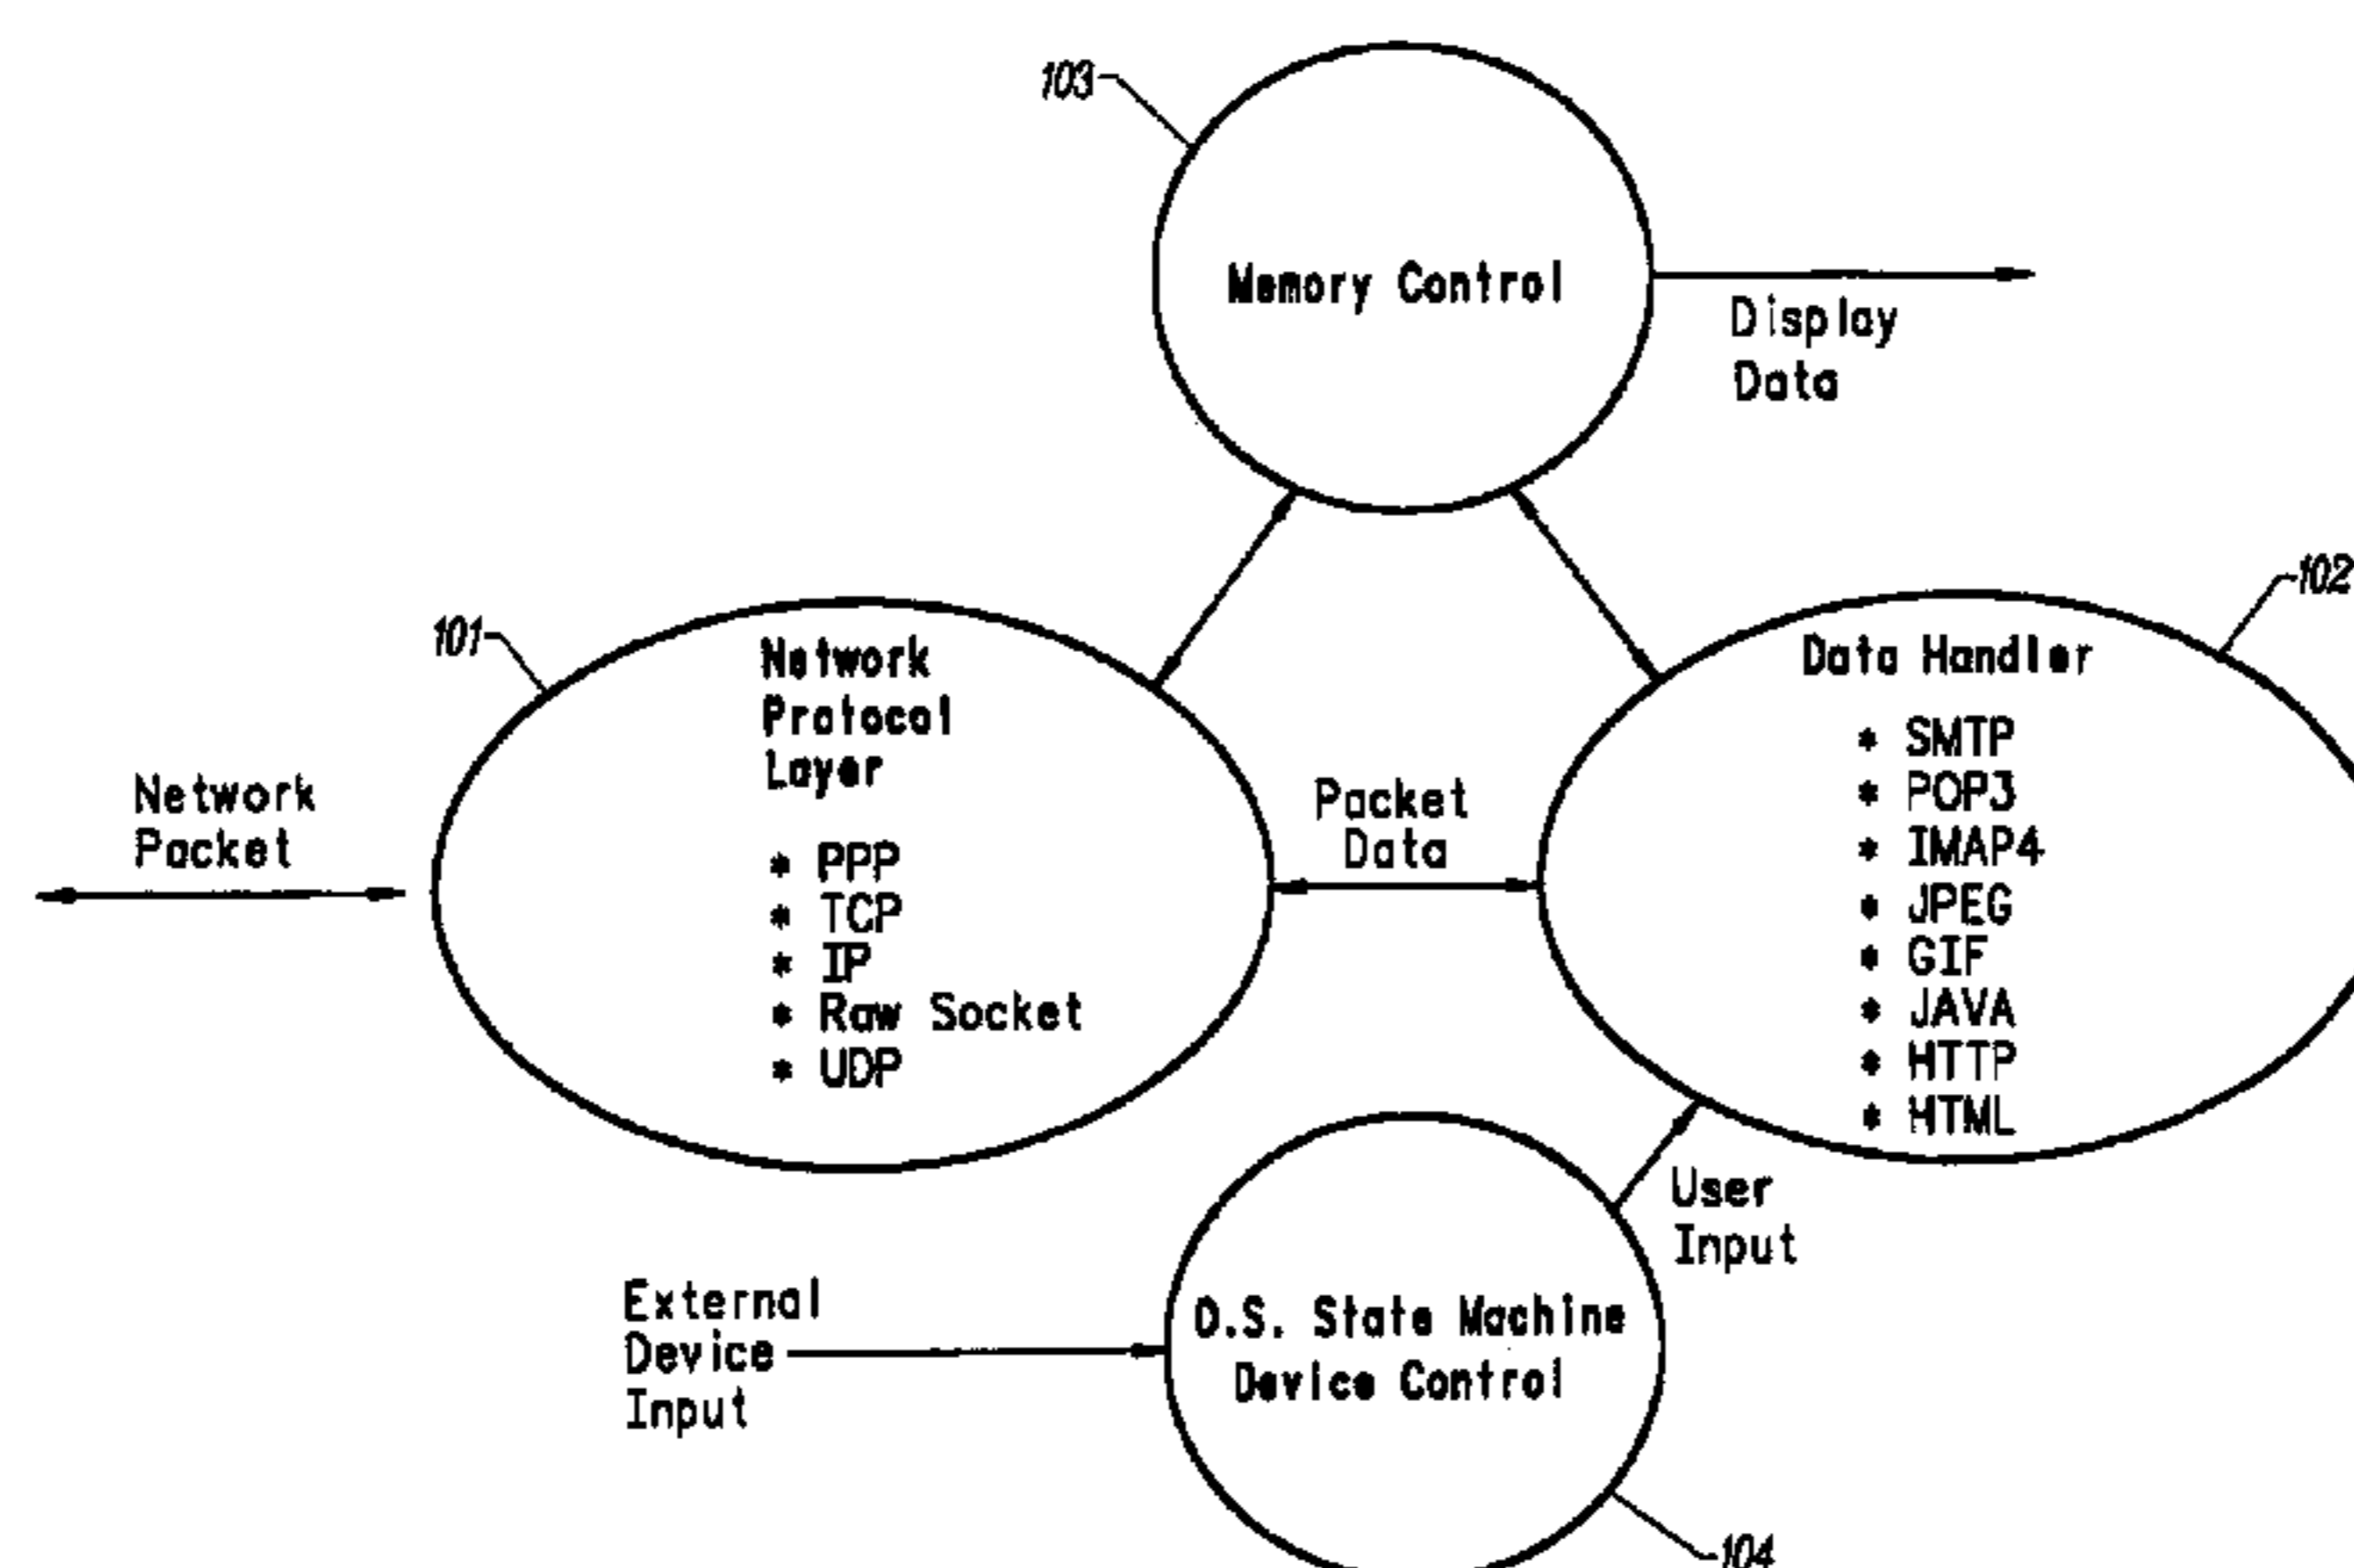 103
Memory Control
Display
Data
102
101
Network
Protocol
Layer
* PPP
* TCP
* IP
* Raw Socket
* UDP
Network
Packet
Packet
Data
Data Handler
* SMTP
* POP3
* IMAP4
* JPEG
* GIF
* JAVA
* HTTP
* HTML
User
Input
External
Device
Input
O.S. State Machine
Device Control
104